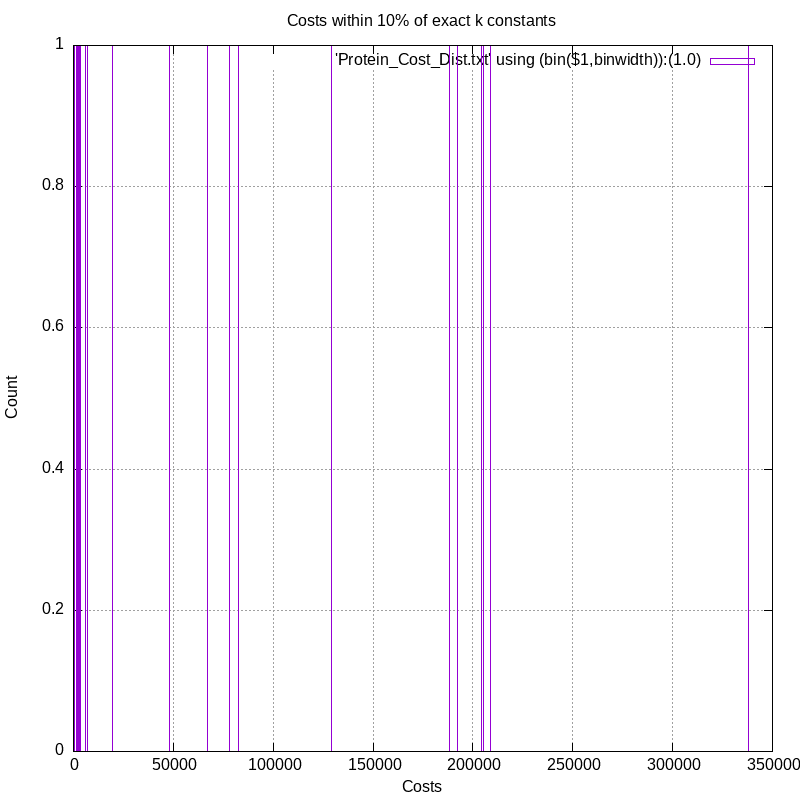 Costs within 10% of exact k constants
'Protein_Cost_Dist.txt' using (bin($1,binwidth)):(1.0)
1
0.8
0.6
0.4
0.2
0
Count
0 50000 100000 150000 200000 250000 300000 350000
Costs